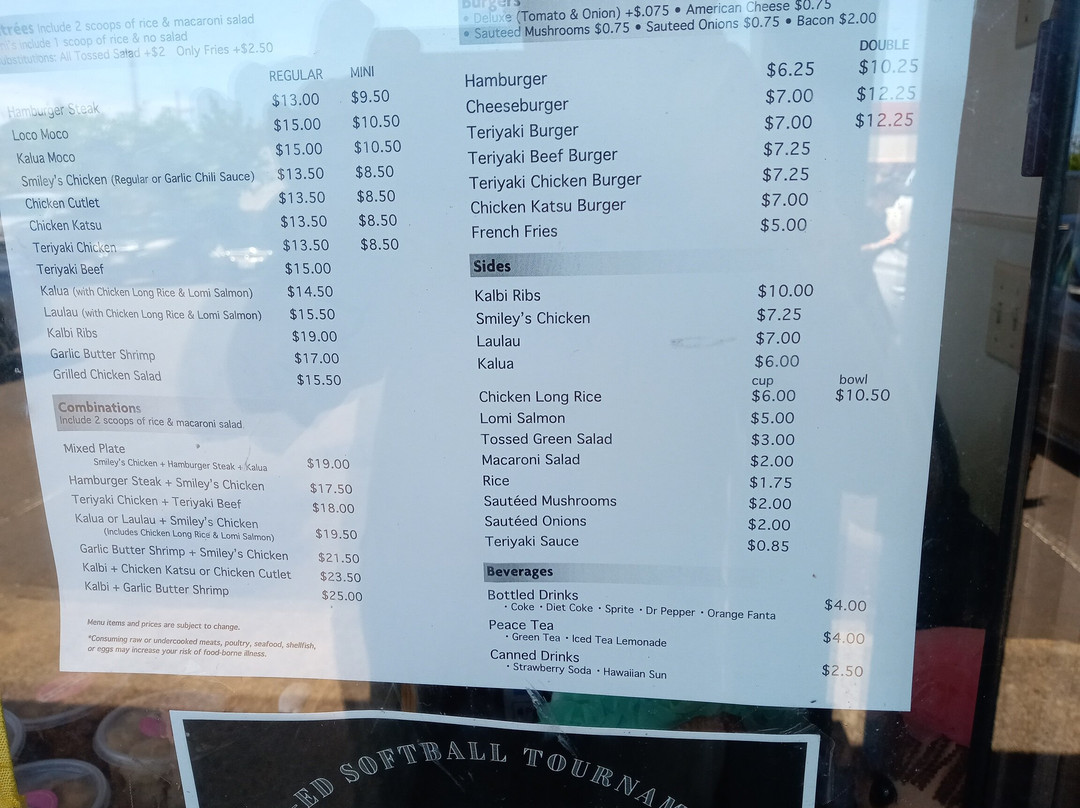 trées include 2 scoops of rice & macaroni salad
include 1 scoop of rice & no salad
ubstitutions: All Tossed Salad +$2 Only Fries +$2.50
REGULAR MINI
Hamburger Steak $13.00 $9.50
Loco Moco $15.00 $10.50
Kalua Moco $15.00 $10.50
Smiley's Chicken (Regular or Garlic Chili Sauce) $13.50 $8.50
Chicken Cutlet $13.50 $8.50
Chicken Katsu $13.50 $8.50
Teriyaki Chicken $13.50 $8.50
Teriyaki Beef $15.00
Kalua (with Chicken Long Rice & Lomi Salmon) $14.50
Laulau (with Chicken Long Rice & Lomi Salmon) $15.50
Kalbi Ribs $19.00
Garlic Butter Shrimp $17.00
Grilled Chicken Salad $15.50
Combinations
Include 2 scoops of rice & macaroni salad
Mixed Plate
Smiley's Chicken + Hamburger Steak + Kalua $19.00
Hamburger Steak + Smiley's Chicken $17.50
Teriyaki Chicken + Teriyaki Beef $18.00
Kalua or Laulau + Smiley's Chicken
(Includes Chicken Long Rice & Lomi Salmon) $19.50
Garlic Butter Shrimp + Smiley's Chicken $21.50
Kalbi + Chicken Katsu or Chicken Cutlet $23.50
Kalbi + Garlic Butter Shrimp $25.00
Menu items and prices are subject to change.
*Consuming raw or undercooked meats, poultry, seafood, shellfish,
or eggs may increase your risk of food-borne illness.
Burgers
• Deluxe (Tomato & Onion) +$.075 • American Cheese $0.75
• Sauteed Mushrooms $0.75 • Sauteed Onions $0.75 • Bacon $2.00
DOUBLE
Hamburger $6.25 $10.25
Cheeseburger $7.00 $12.25
Teriyaki Burger $7.00 $12.25
Teriyaki Beef Burger $7.25
Teriyaki Chicken Burger $7.25
Chicken Katsu Burger $7.00
French Fries $5.00
Sides
Kalbi Ribs $10.00
Smiley's Chicken $7.25
Laulau $7.00
Kalua $6.00
cup bowl
Chicken Long Rice $6.00 $10.50
Lomi Salmon $5.00
Tossed Green Salad $3.00
Macaroni Salad $2.00
Rice $1.75
Sautéed Mushrooms $2.00
Sautéed Onions $2.00
Teriyaki Sauce $0.85
Beverages
Bottled Drinks $4.00
• Coke • Diet Coke • Sprite • Dr Pepper • Orange Fanta
Peace Tea $4.00
• Green Tea • Iced Tea Lemonade
Canned Drinks $2.50
• Strawberry Soda • Hawaiian Sun
ED SOFTBALL TOURNAM